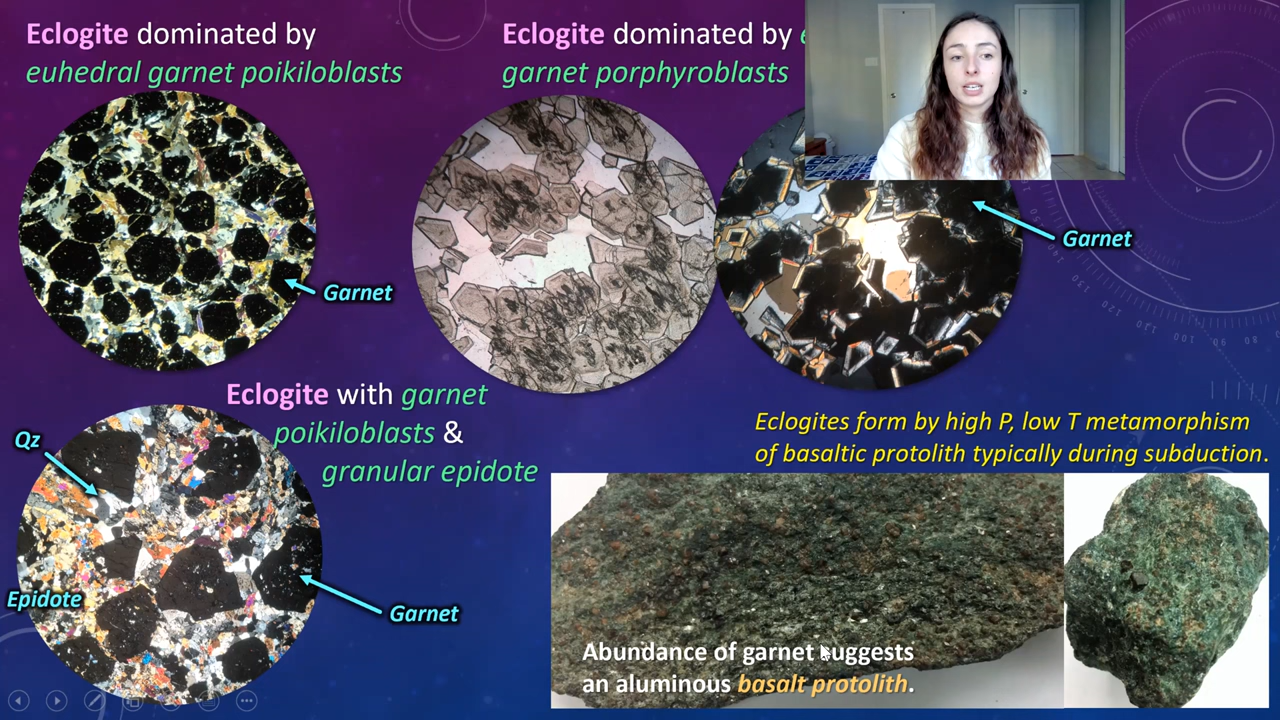 Eclogite dominated by
euhedral garnet poikiloblasts
Eclogite dominated by
garnet porphyroblasts
Garnet
Garnet
Eclogite with garnet
poikiloblasts &
granular epidote
Qz
Epidote
Garnet
Eclogites form by high P, low T metamorphism
of basaltic protolith typically during subduction.
Abundance of garnet suggests
an aluminous basalt protolith.